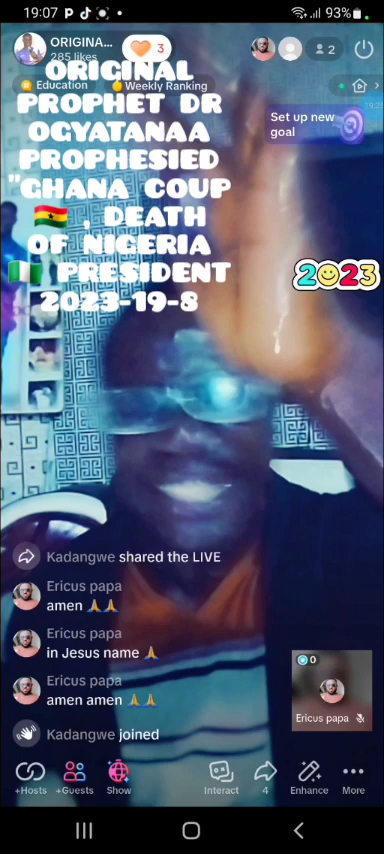 19:07
93%
ORIGINA...
285 likes
3
2
Education
Weekly Ranking
Set up new
goal
ORIGINAL
PROPHET DR
OGYATANAA
PROPHESIED
"GHANA COUP
🇬🇭 , DEATH
OF NIGERIA
🇳🇬 PRESIDENT
2023-19-8
2023
Kadangwe shared the LIVE
Ericus papa
amen 🙏🙏
Ericus papa
in Jesus name 🙏
Ericus papa
amen amen 🙏🙏
Kadangwe joined
0
Ericus papa
+Hosts
+Guests
Show
Interact
4
Enhance
More